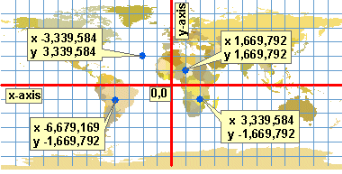 y-axis
x -3,339,584
y 3,339,584
x 1,669,792
y 1,669,792
x-axis
0,0
x -6,679,169
y -1,669,792
x 3,339,584
y -1,669,792